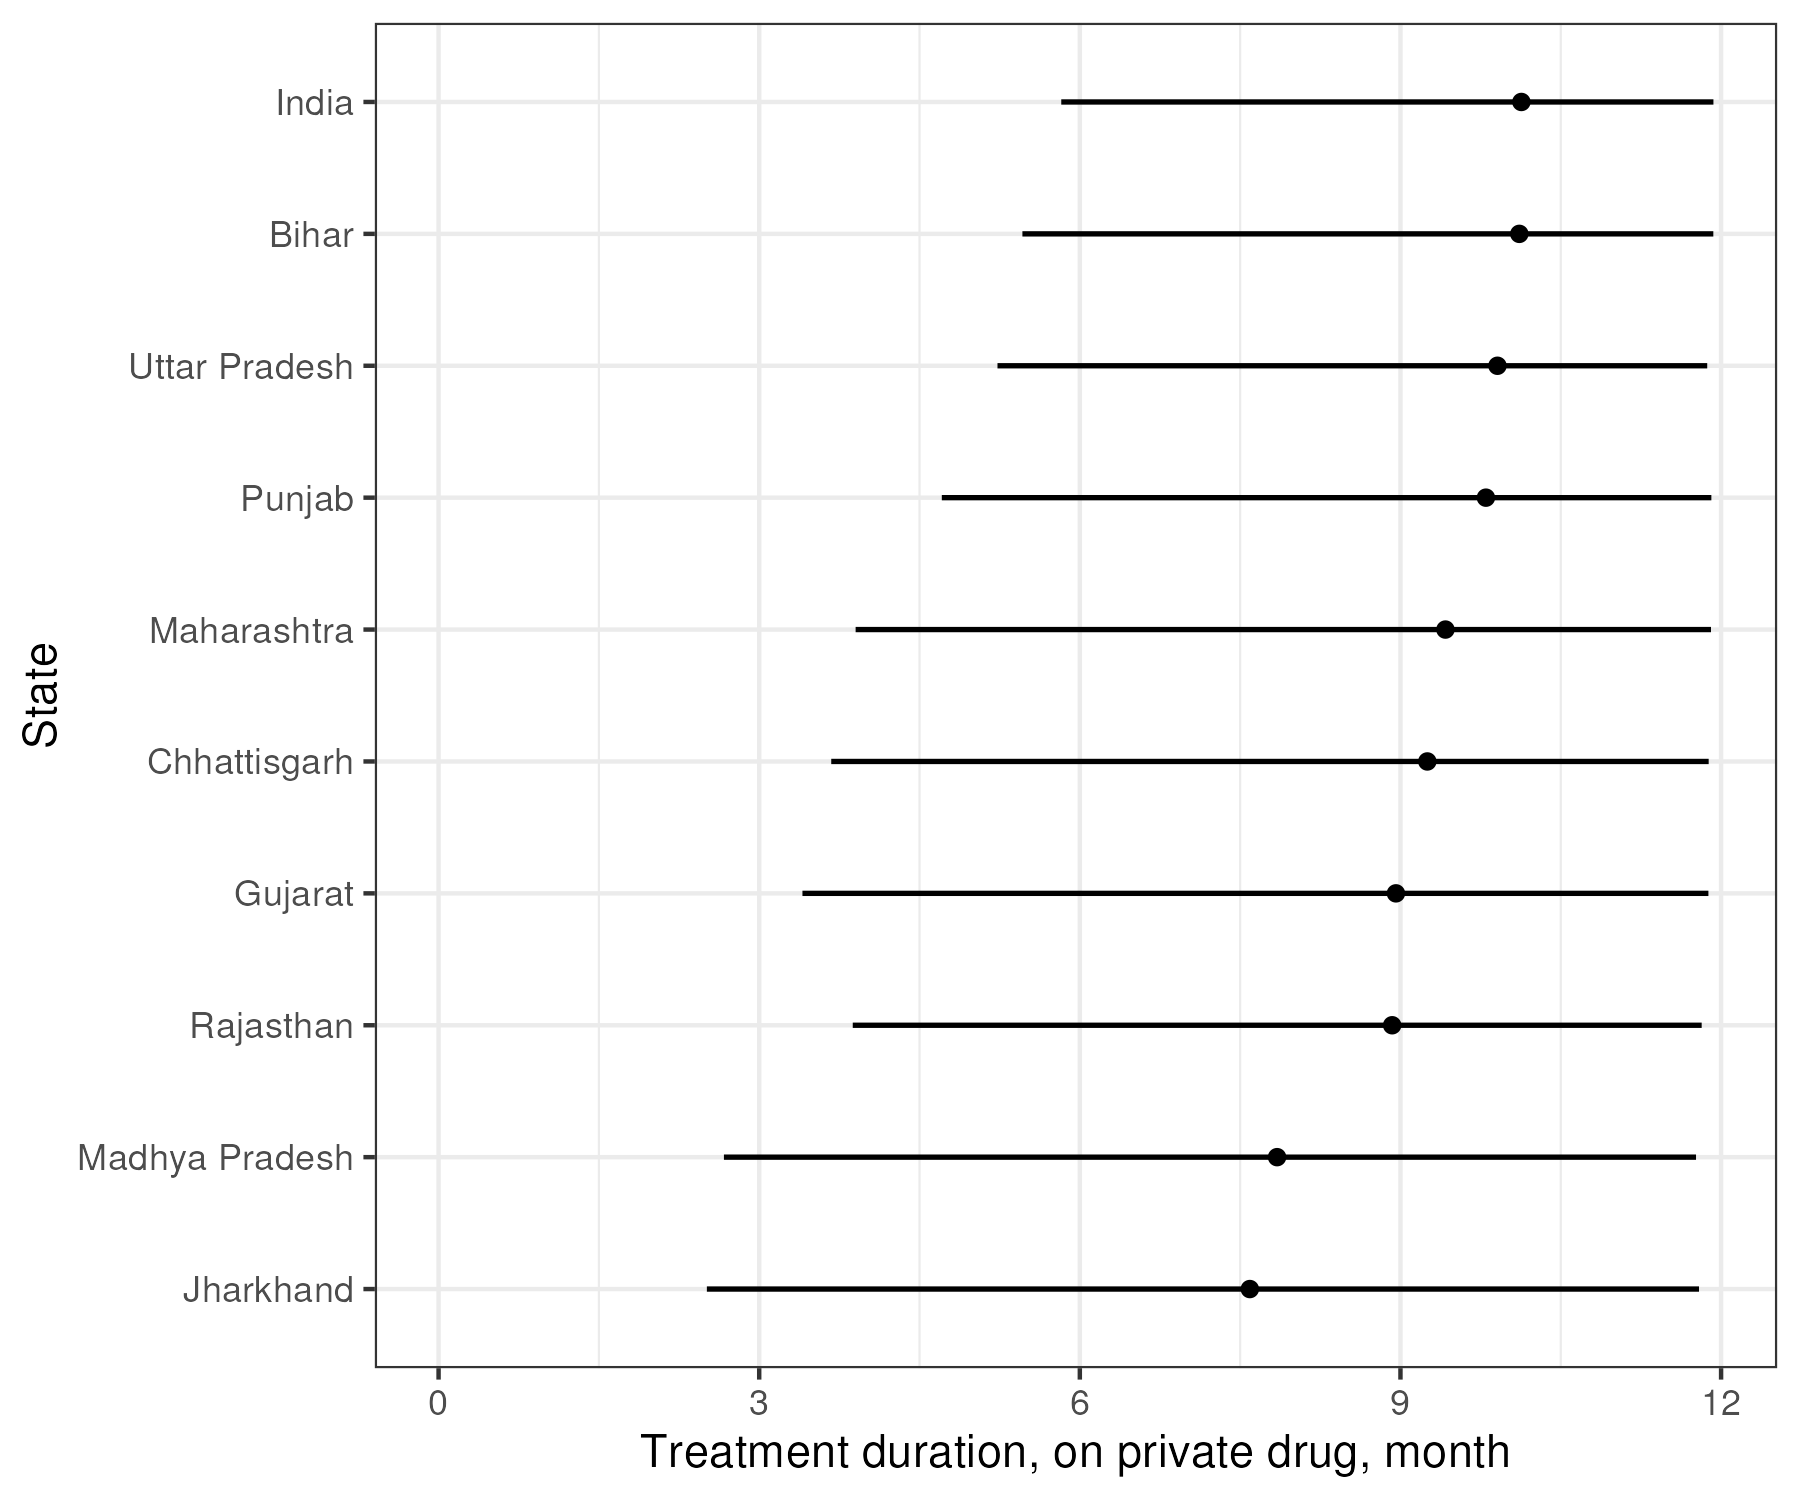 State
India
Bihar
Uttar Pradesh
Punjab
Maharashtra
Chhattisgarh
Gujarat
Rajasthan
Madhya Pradesh
Jharkhand
0 3 6 9 12
Treatment duration, on private drug, month